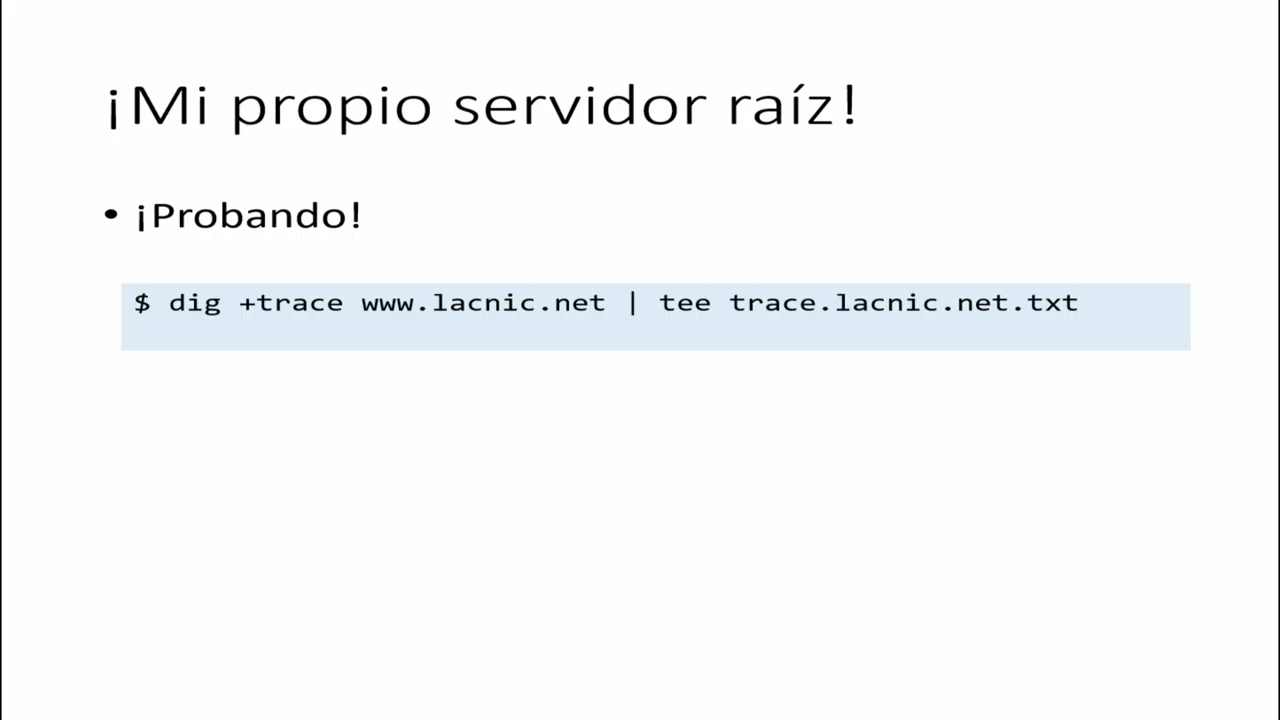 ¡Mi propio servidor raíz!
• ¡Probando!
$ dig +trace www.lacnic.net | tee trace.lacnic.net.txt